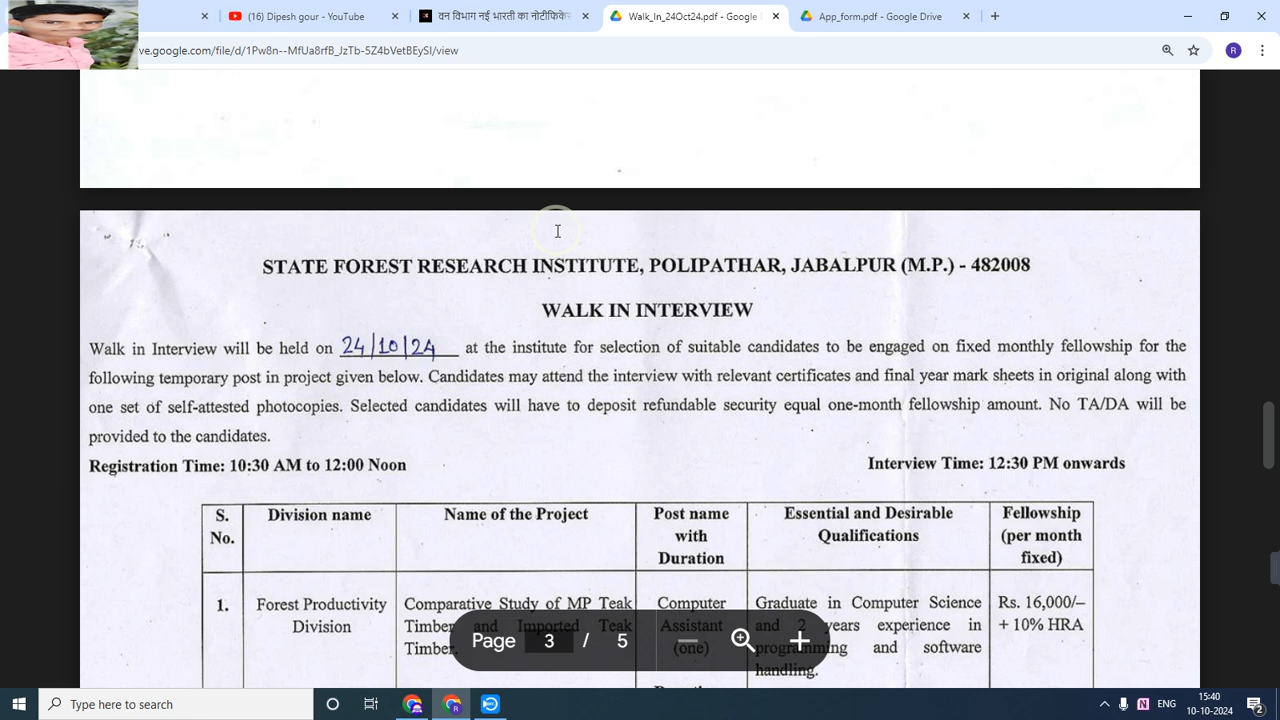 (16) Dipesh gour - YouTube
वन विभाग नई भारती का नोटिफिके
Walk_In_24Oct24.pdf - Google
App_form.pdf - Google Drive
ve.google.com/file/d/1Pw8n--MfUa8rfB_JzTb-5Z4bVetBEySI/view
R
STATE FOREST RESEARCH INSTITUTE, POLIPATHAR, JABALPUR (M.P.) - 482008
WALK IN INTERVIEW
Walk in Interview will be held on 24/10/24 at the institute for selection of suitable candidates to be engaged on fixed monthly fellowship for the
following temporary post in project given below. Candidates may attend the interview with relevant certificates and final year mark sheets in original along with
one set of self-attested photocopies. Selected candidates will have to deposit refundable security equal one-month fellowship amount. No TA/DA will be
provided to the candidates.
Registration Time: 10:30 AM to 12:00 Noon
Interview Time: 12:30 PM onwards
S. No.
Division name
Name of the Project
Post name with Duration
Essential and Desirable Qualifications
Fellowship (per month fixed)
1.
Forest Productivity Division
Comparative Study of MP Teak Timber and Imported Teak Timber.
Computer Assistant (one)
Graduate in Computer Science and 2 years experience in programming and software handling.
Rs. 16,000/– + 10% HRA
Page 3 / 5
Type here to search
15:40
10-10-2024
2